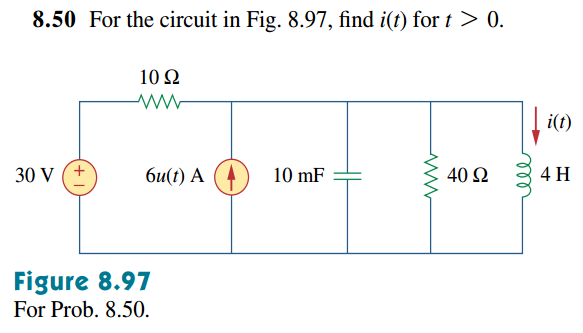 8.50 For the circuit in Fig. 8.97, find i(t) for t > 0.
10 Ω
i(t)
30 V
+
6u(t) A
10 mF
40 Ω
4 H
Figure 8.97
For Prob. 8.50.